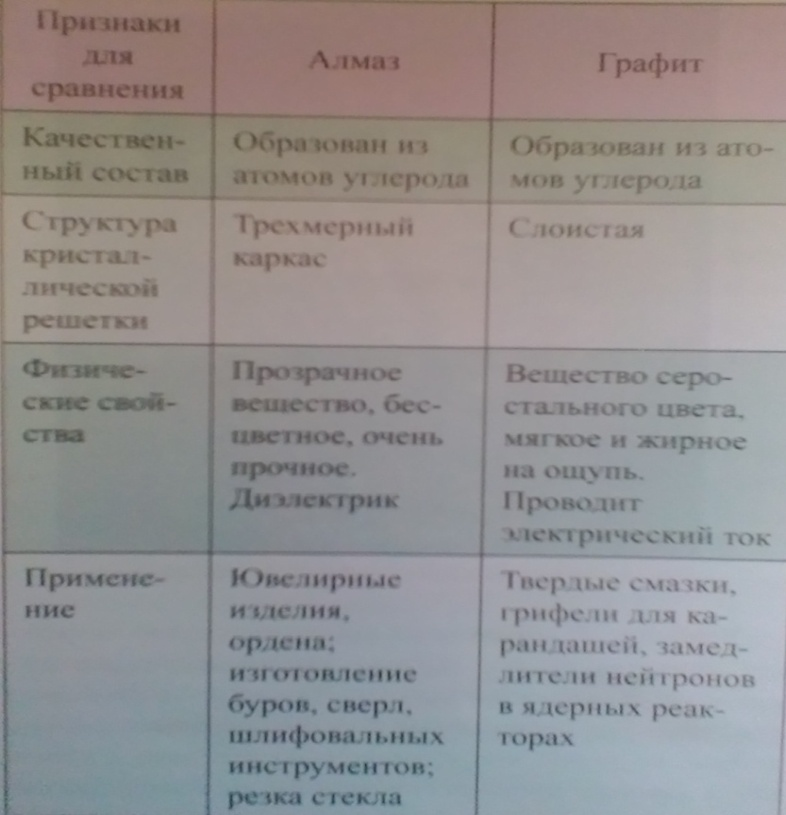 Признаки
для
сравнения
Алмаз
Графит
Качествен-
ный состав
Образован из
атомов углерода
Образован из ато-
мов углерода
Структура
кристал-
лической
решетки
Трехмерный
каркас
Слоистая
Физиче-
ские свой-
ства
Прозрачное
вещество, бес-
цветное, очень
прочное.
Диэлектрик
Вещество серо-
стального цвета,
мягкое и жирное
на ощупь.
Проводит
электрический ток
Примене-
ние
Ювелирные
изделия,
ордена;
изготовление
буров, сверл,
шлифовальных
инструментов;
резка стекла
Твердые смазки,
грифели для ка-
рандашей, замед-
лители нейтронов
в ядерных реак-
торах